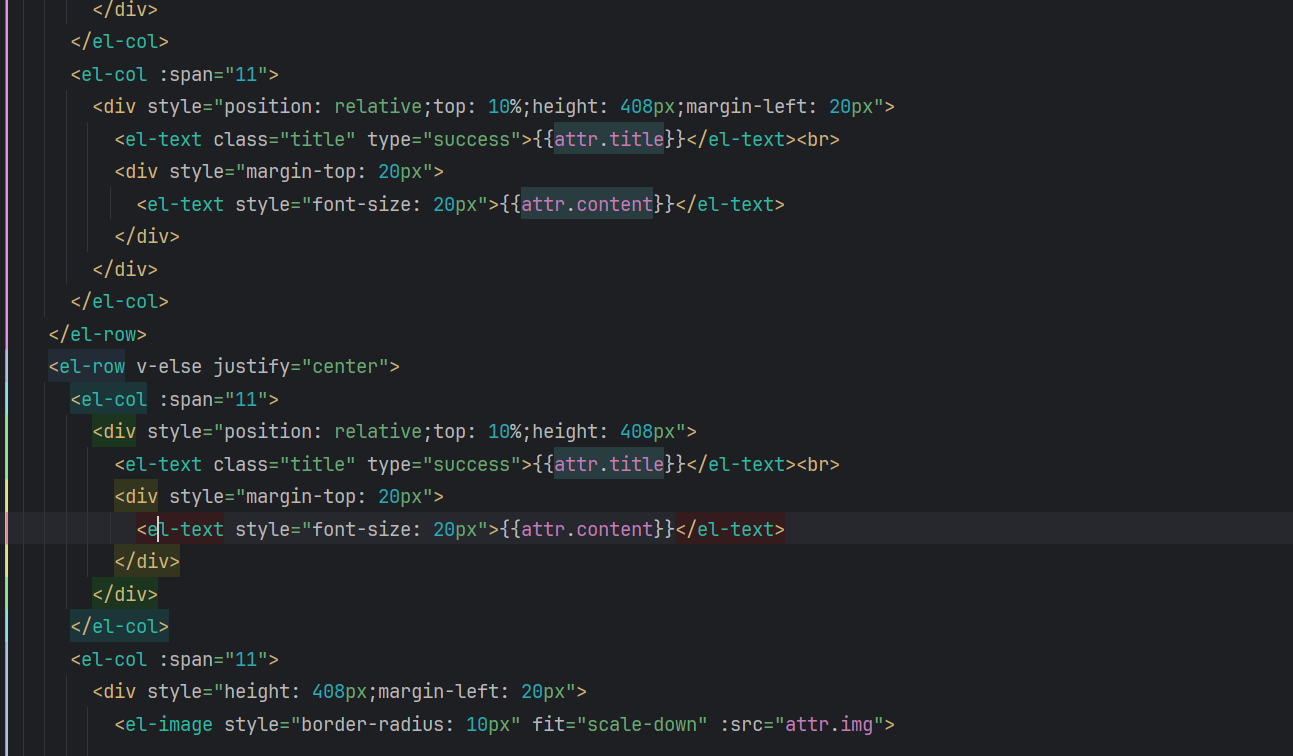 </div>
</el-col>
<el-col :span="11">
<div style="position: relative;top: 10%;height: 408px;margin-left: 20px">
<el-text class="title" type="success">{{attr.title}}</el-text><br>
<div style="margin-top: 20px">
<el-text style="font-size: 20px">{{attr.content}}</el-text>
</div>
</div>
</el-col>
</el-row>
<el-row v-else justify="center">
<el-col :span="11">
<div style="position: relative;top: 10%;height: 408px">
<el-text class="title" type="success">{{attr.title}}</el-text><br>
<div style="margin-top: 20px">
<el-text style="font-size: 20px">{{attr.content}}</el-text>
</div>
</div>
</el-col>
<el-col :span="11">
<div style="height: 408px;margin-left: 20px">
<el-image style="border-radius: 10px" fit="scale-down" :src="attr.img">